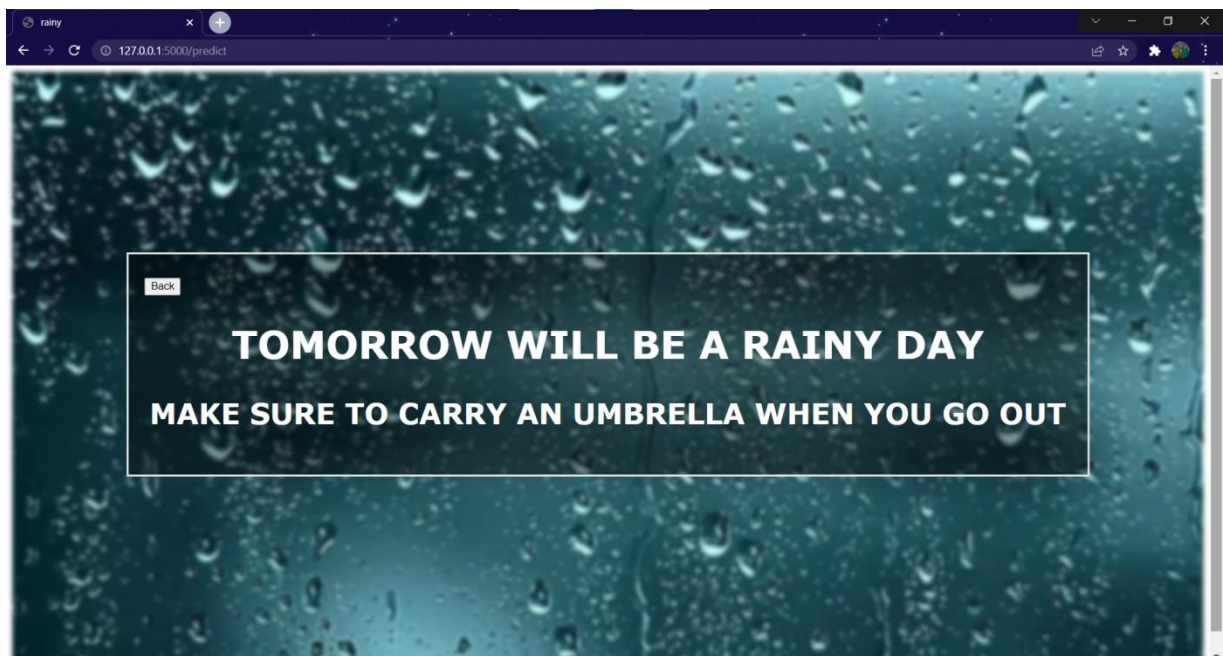 rainy
127.0.0.1:5000/predict
Back
TOMORROW WILL BE A RAINY DAY
MAKE SURE TO CARRY AN UMBRELLA WHEN YOU GO OUT